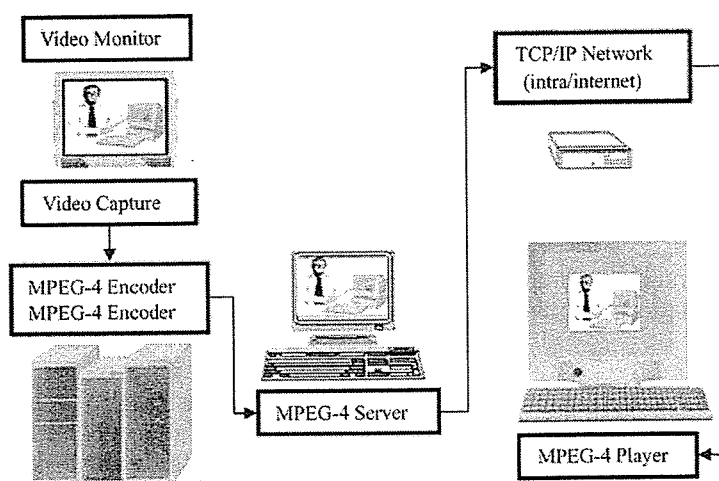 Video Monitor
Video Capture
MPEG-4 Encoder
MPEG-4 Encoder
MPEG-4 Server
TCP/IP Network
(intra/internet)
MPEG-4 Player